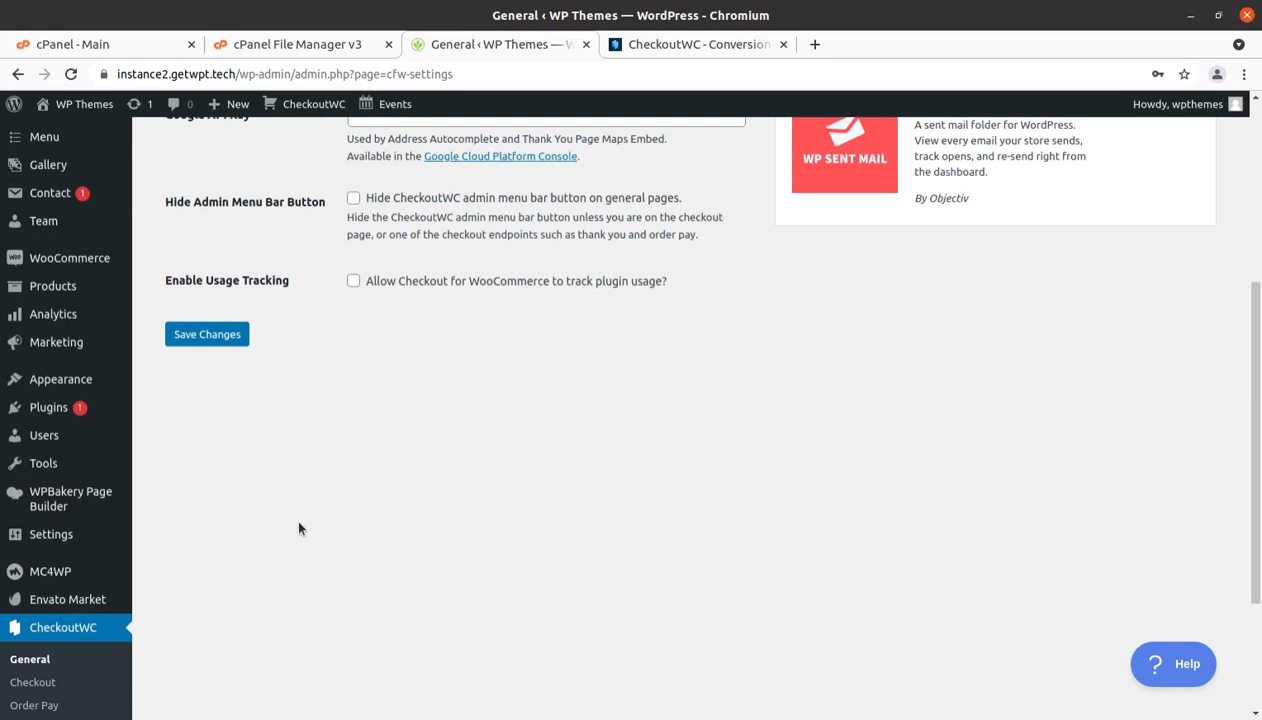 General ‹ WP Themes — WordPress - Chromium
cPanel - Main
cPanel File Manager v3
General ‹ WP Themes — W
CheckoutWC - Conversion
instance2.getwpt.tech/wp-admin/admin.php?page=cfw-settings
WP Themes
1
0
New
CheckoutWC
Events
Howdy, wpthemes
Menu
Gallery
Contact 1
Team
WooCommerce
Products
Analytics
Marketing
Appearance
Plugins 1
Users
Tools
WPBakery Page
Builder
Settings
MC4WP
Envato Market
CheckoutWC
General
Checkout
Order Pay
Google API Key
Used by Address Autocomplete and Thank You Page Maps Embed.
Available in the Google Cloud Platform Console.
Hide Admin Menu Bar Button
Hide CheckoutWC admin menu bar button on general pages.
Hide the CheckoutWC admin menu bar button unless you are on the checkout
page, or one of the checkout endpoints such as thank you and order pay.
Enable Usage Tracking
Allow Checkout for WooCommerce to track plugin usage?
Save Changes
WP SENT MAIL
A sent mail folder for WordPress.
View every email your store sends,
track opens, and re-send right from
the dashboard.
By Objectiv
? Help